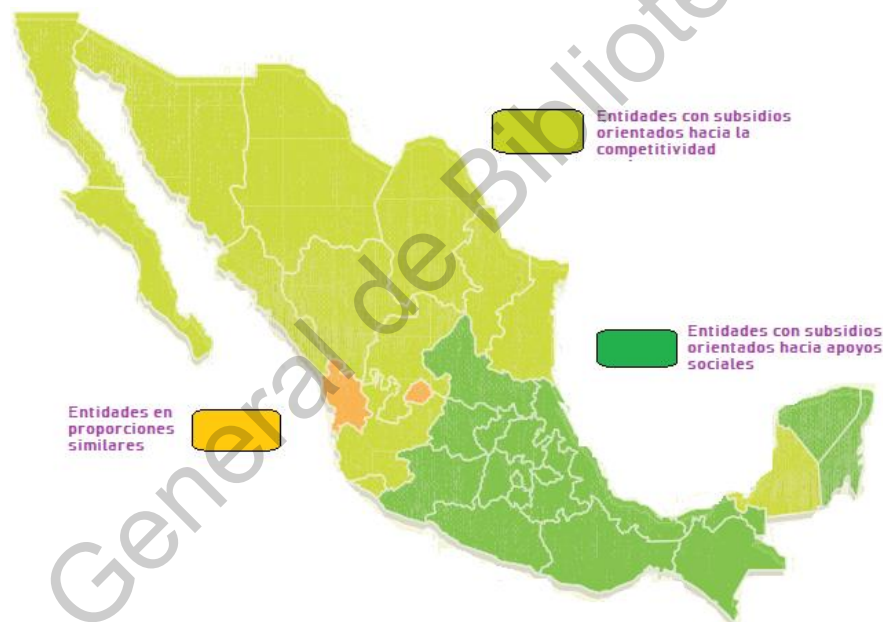 Entidades con subsidios
orientados hacia la
competitividad
Entidades con subsidios
orientados hacia apoyos
sociales
Entidades en
proporciones
similares
General de Bibliote